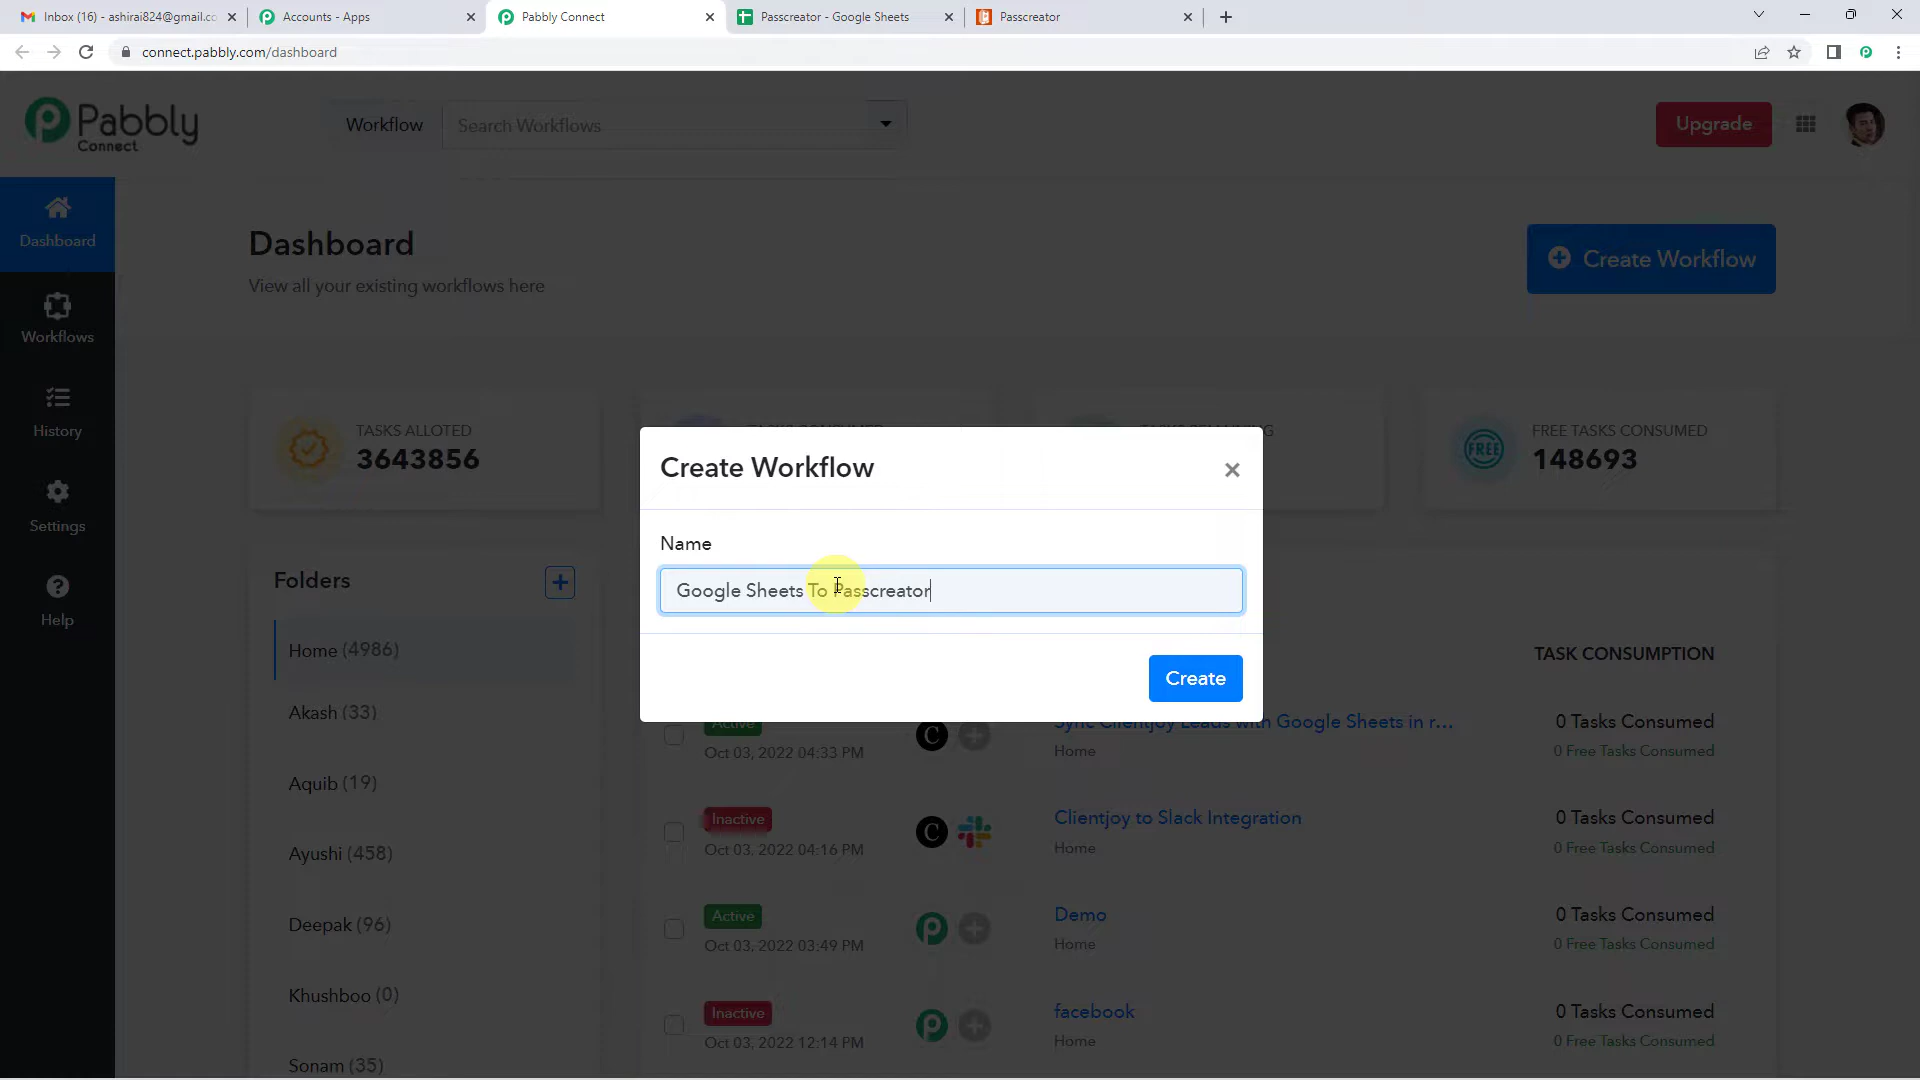 Inbox (16) - ashirai824@gmail.co
Accounts - Apps
Pabbly Connect
Passcreator - Google Sheets
Passcreator
connect.pabbly.com/dashboard
Pabbly
Connect
Workflow
Search Workflows
Upgrade
Dashboard
Workflows
History
Settings
Help
Dashboard
View all your existing workflows here
Create Workflow
TASKS ALLOTED
3643856
FREE TASKS CONSUMED
148693
FREE
Create Workflow
Name
Google Sheets To Passcreator
Create
Folders
Home (4986)
Akash (33)
Aquib (19)
Ayushi (458)
Deepak (96)
Khushboo (0)
Sonam (35)
TASK CONSUMPTION
Active
Oct 03, 2022 04:33 PM
Sync Clientjoy Leads with Google Sheets in r...
Home
0 Tasks Consumed
0 Free Tasks Consumed
Inactive
Oct 03, 2022 04:16 PM
Clientjoy to Slack Integration
Home
0 Tasks Consumed
0 Free Tasks Consumed
Active
Oct 03, 2022 03:49 PM
Demo
Home
0 Tasks Consumed
0 Free Tasks Consumed
Inactive
Oct 03, 2022 12:14 PM
facebook
Home
0 Tasks Consumed
0 Free Tasks Consumed